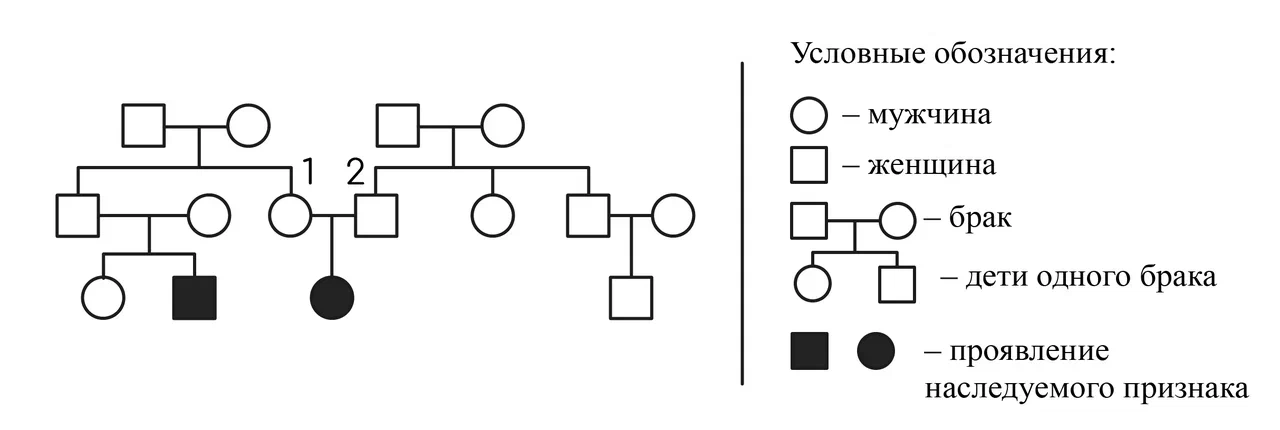 1 2
Условные обозначения:
– мужчина
– женщина
– брак
– дети одного брака
– проявление
наследуемого признака